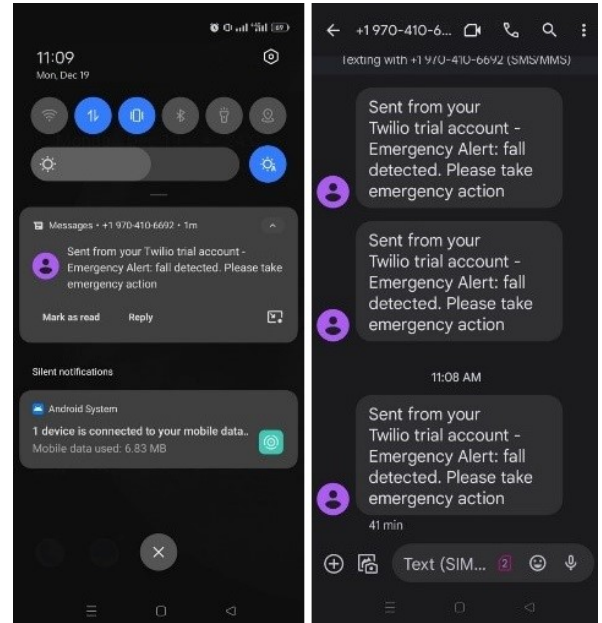 69
11:09
Mon, Dec 19
Messages • +1 970-410-6692 • 1m
Sent from your Twilio trial account -
Emergency Alert: fall detected. Please take
emergency action
Mark as read Reply
Silent notifications
Android System
1 device is connected to your mobile data..
Mobile data used: 6.83 MB
+1 970-410-6...
Texting with +1 970-410-6692 (SMS/MMS)
Sent from your
Twilio trial account -
Emergency Alert: fall
detected. Please take
emergency action
Sent from your
Twilio trial account -
Emergency Alert: fall
detected. Please take
emergency action
11:08 AM
Sent from your
Twilio trial account -
Emergency Alert: fall
detected. Please take
emergency action
41 min
Text (SIM... 2